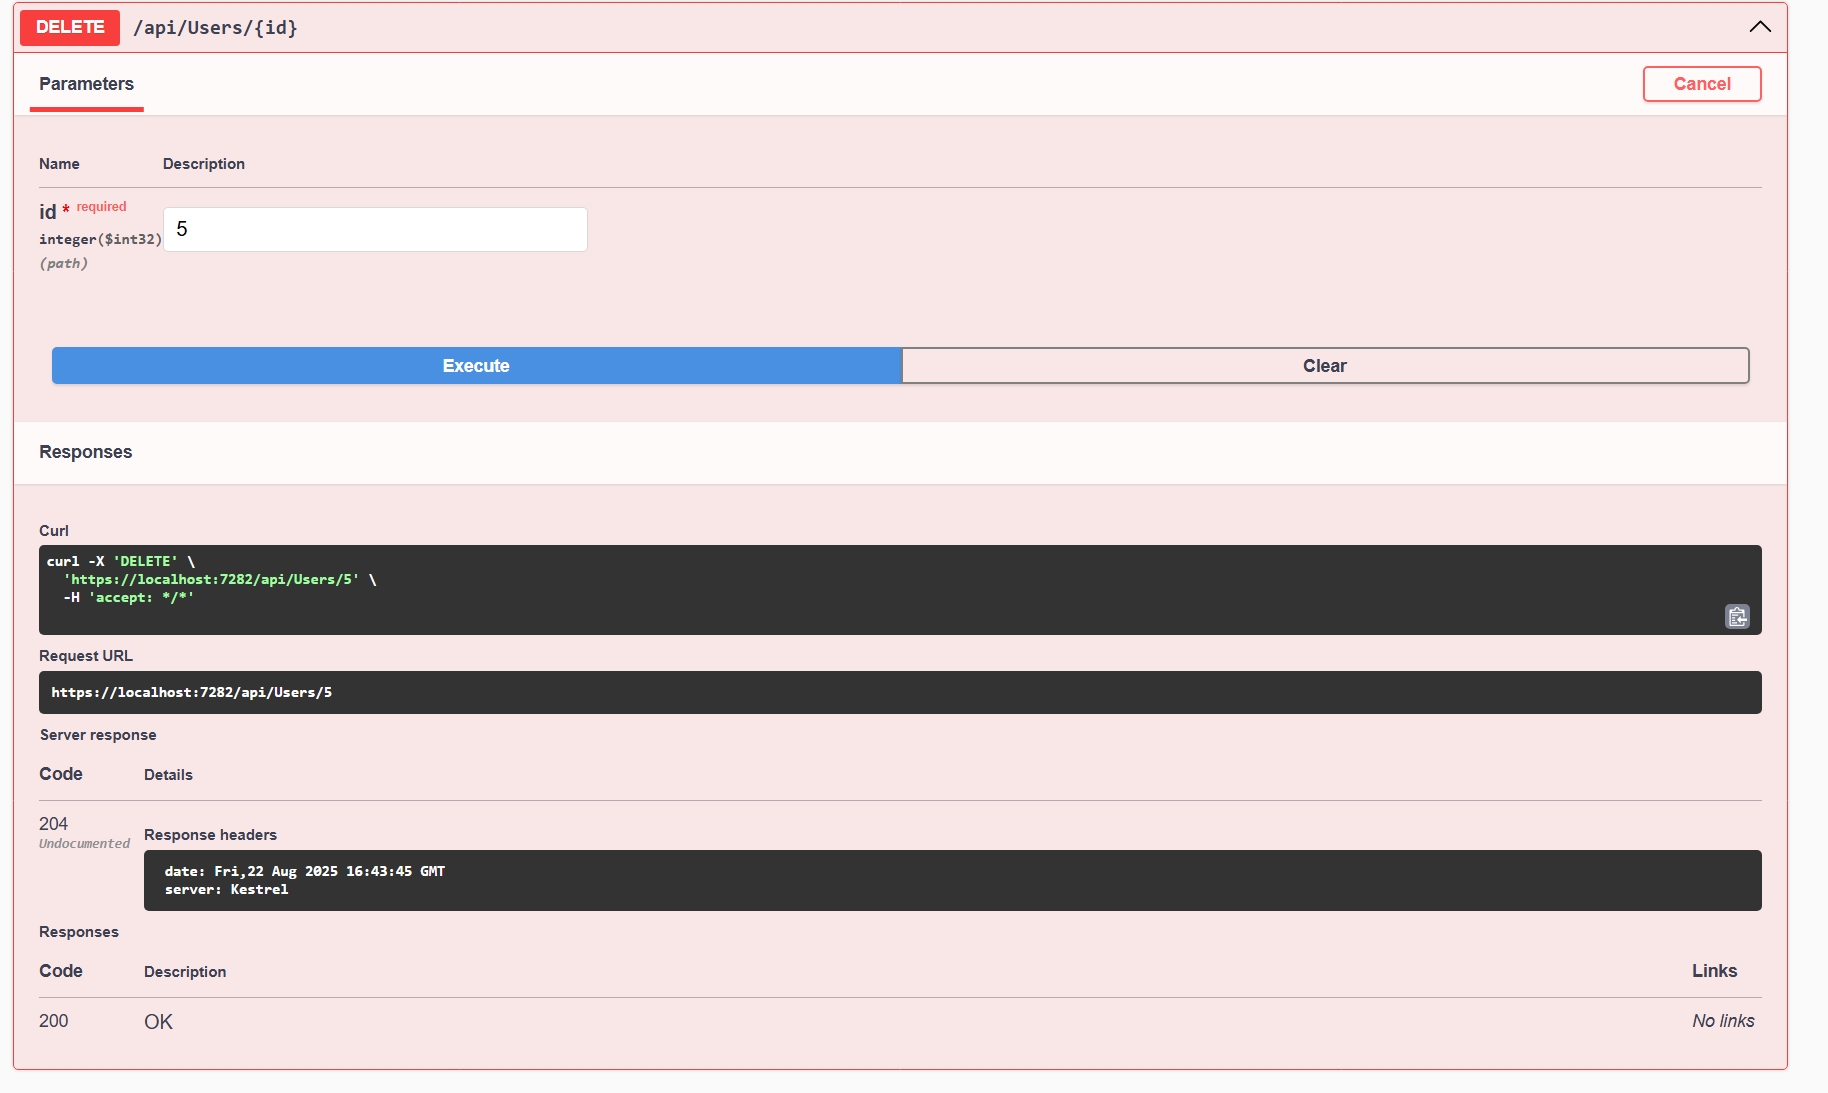 DELETE /api/Users/{id}
Parameters
Cancel
Name Description
id * required
integer($int32)
(path)
5
Execute Clear
Responses
Curl
curl -X 'DELETE' \
  'https://localhost:7282/api/Users/5' \
  -H 'accept: */*'
Request URL
https://localhost:7282/api/Users/5
Server response
Code Details
204
Undocumented
Response headers
date: Fri,22 Aug 2025 16:43:45 GMT
server: Kestrel
Responses
Code Description Links
200 OK No links